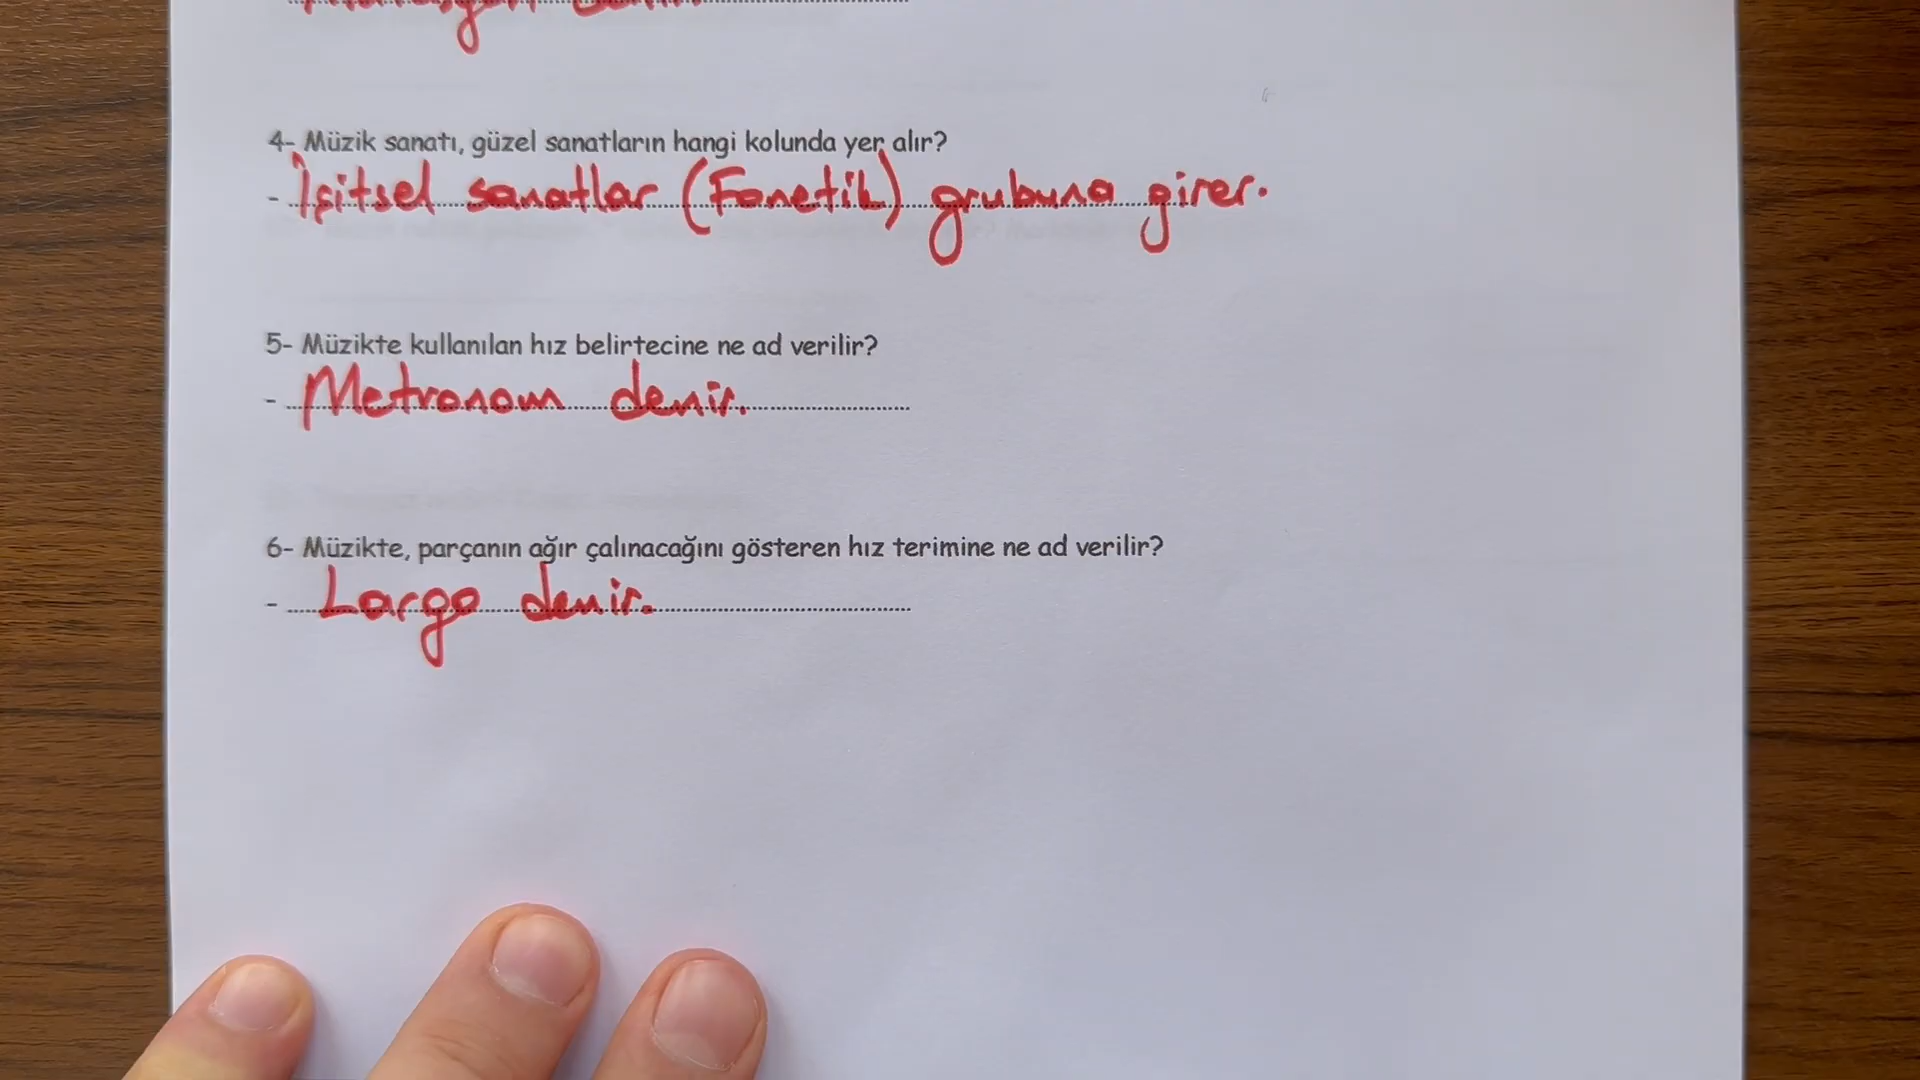 4- Müzik sanatı, güzel sanatların hangi kolunda yer alır?
- İşitsel sanatlar (Fonetik) grubuna girer.
5- Müzikte kullanılan hız belirtecine ne ad verilir?
- Metronom denir.
6- Müzikte, parçanın ağır çalınacağını gösteren hız terimine ne ad verilir?
- Largo denir.